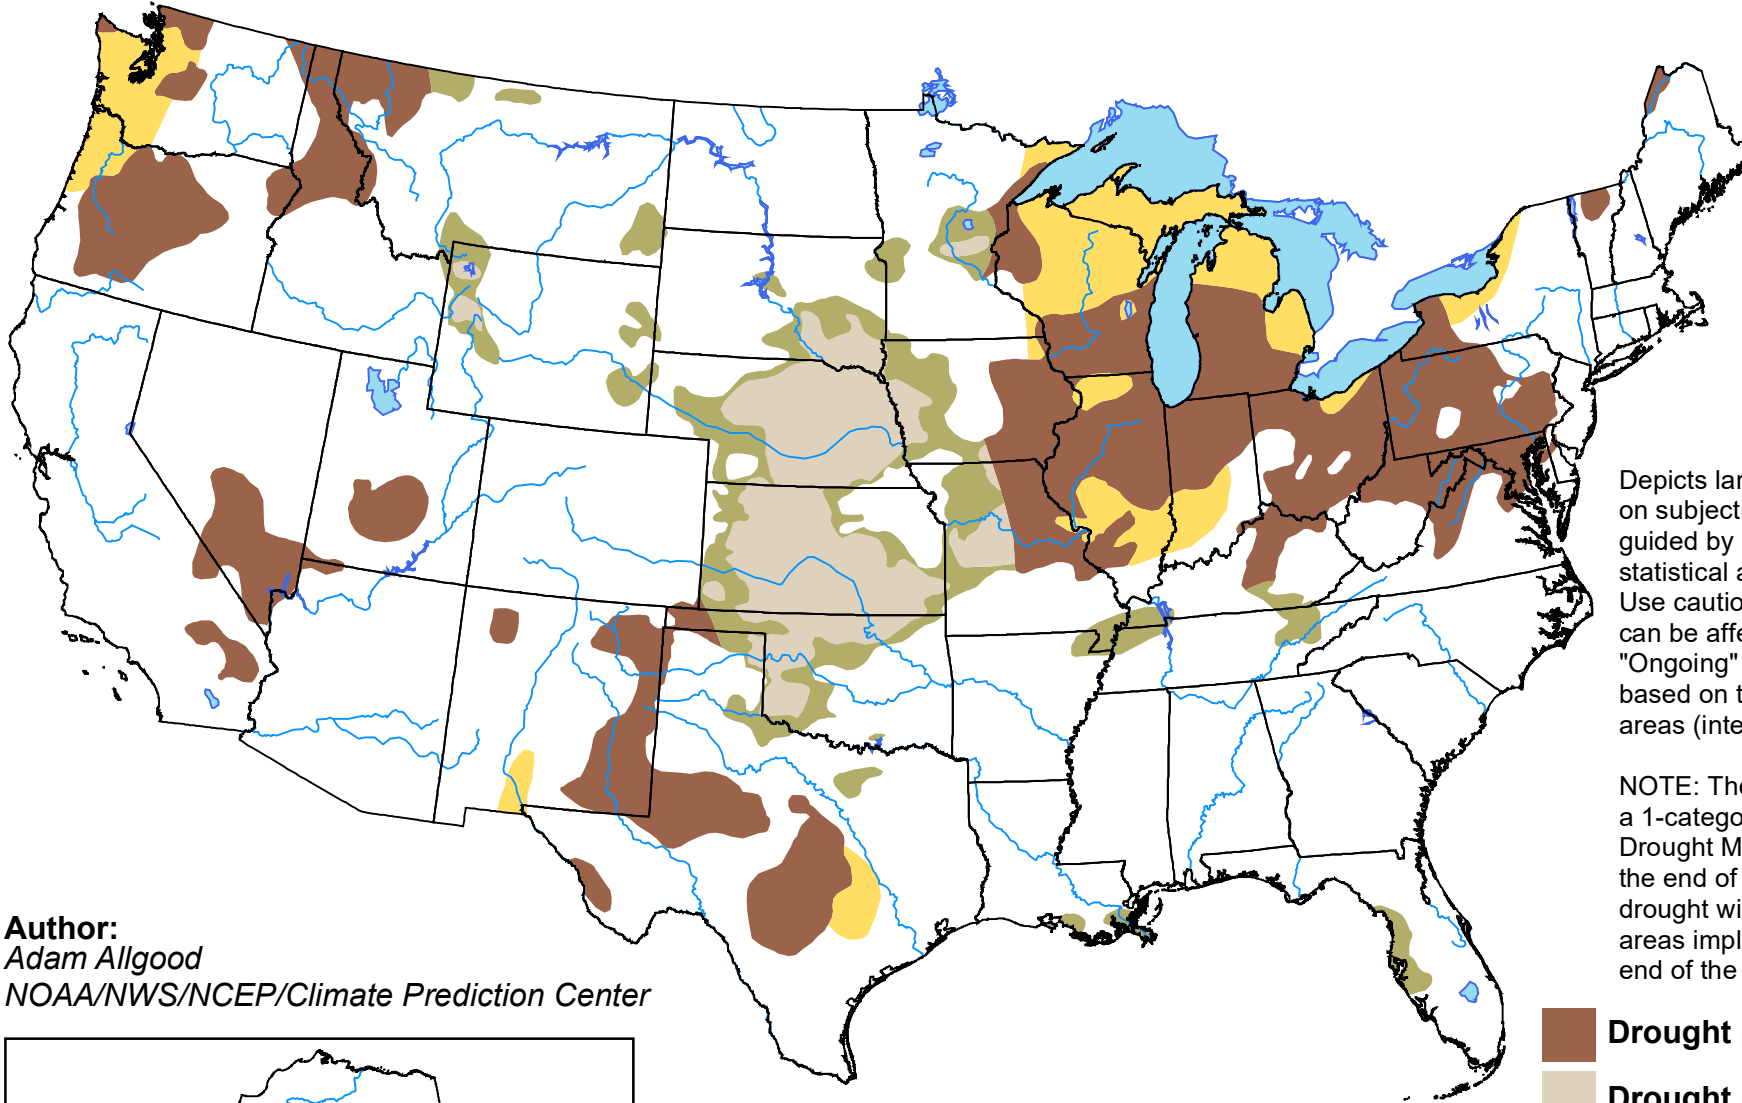 Depicts lar
on subjecti
guided by
statistical a
Use cautio
can be affe
"Ongoing"
based on t
areas (inte
NOTE: The
a 1-catego
Drought M
the end of
drought wi
areas impl
end of the
Author:
Adam Allgood
NOAA/NWS/NCEP/Climate Prediction Center
Drought
Drought